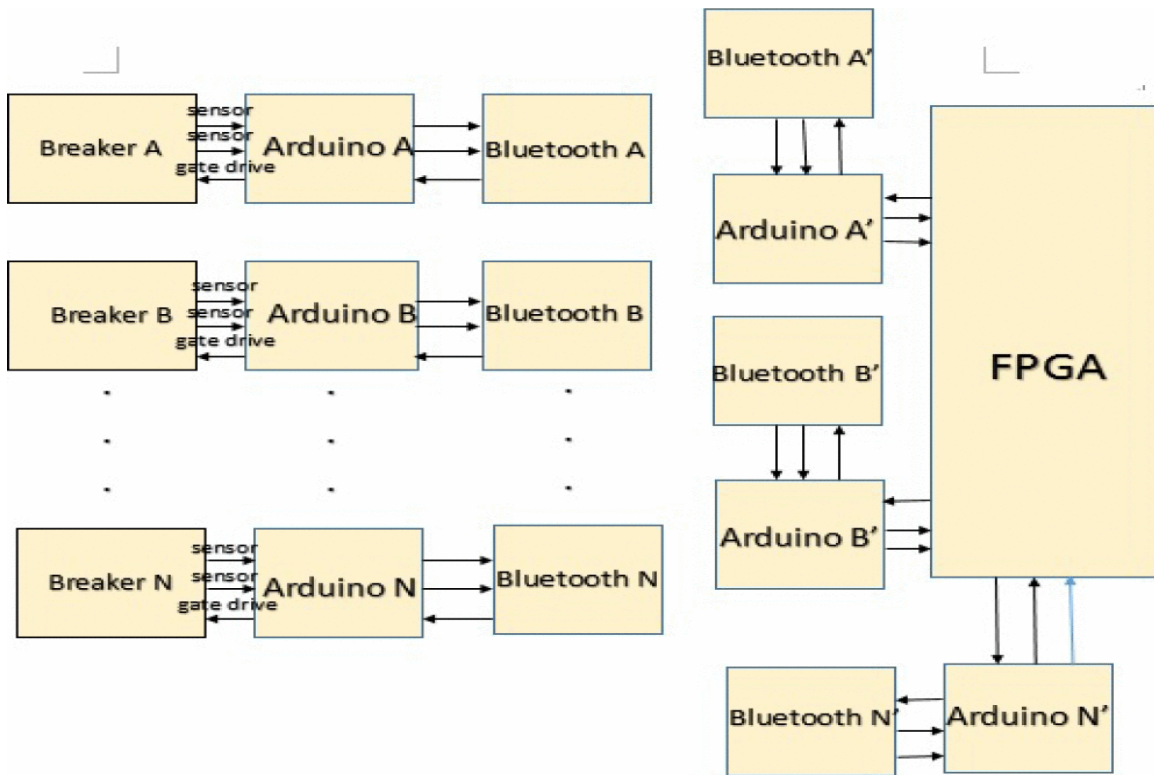 Bluetooth A’
sensor
Breaker A
sensor
Arduino A
Bluetooth A
gate drive
Arduino A’
sensor
Breaker B
sensor
Arduino B
Bluetooth B
gate drive
Bluetooth B’
FPGA
Arduino B’
sensor
Breaker N
sensor
Arduino N
Bluetooth N
gate drive
Bluetooth N’
Arduino N’